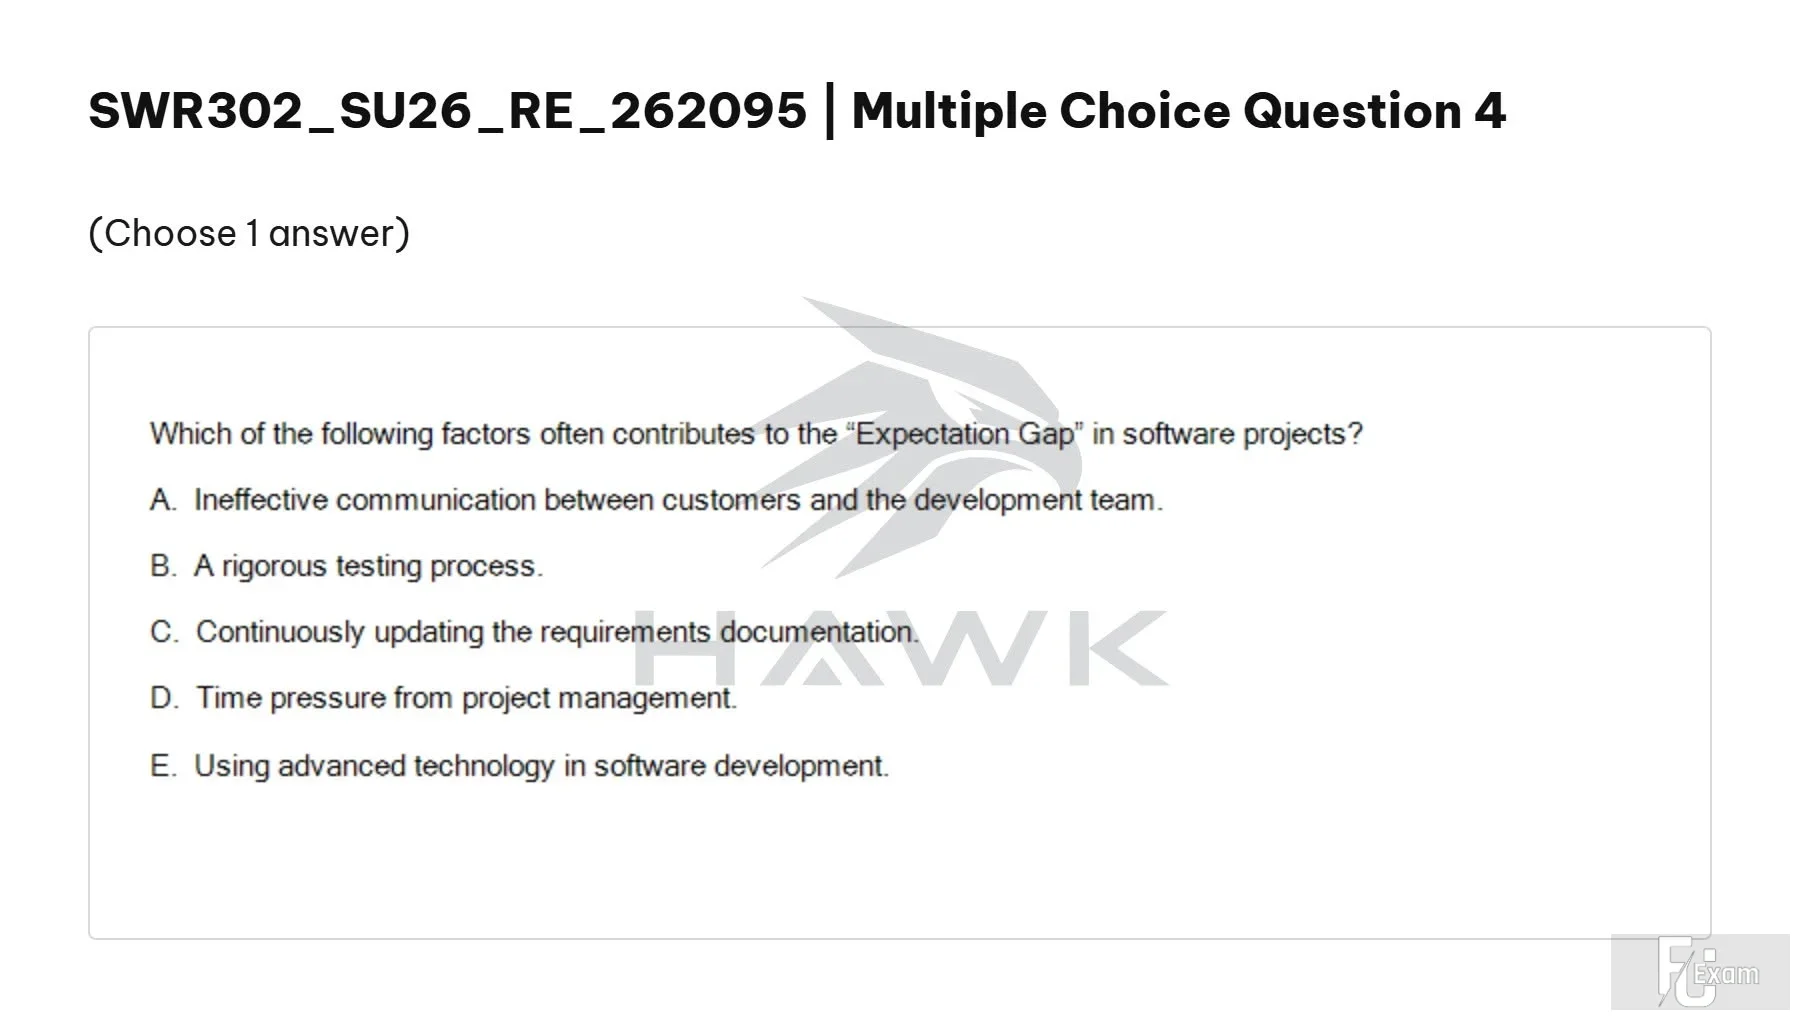 SWR302_SU26_RE_262095 | Multiple Choice Question 4
(Choose 1 answer)
Which of the following factors often contributes to the “Expectation Gap” in software projects?
A. Ineffective communication between customers and the development team.
B. A rigorous testing process.
C. Continuously updating the requirements documentation.
D. Time pressure from project management.
E. Using advanced technology in software development.
HAWK
FU Exam